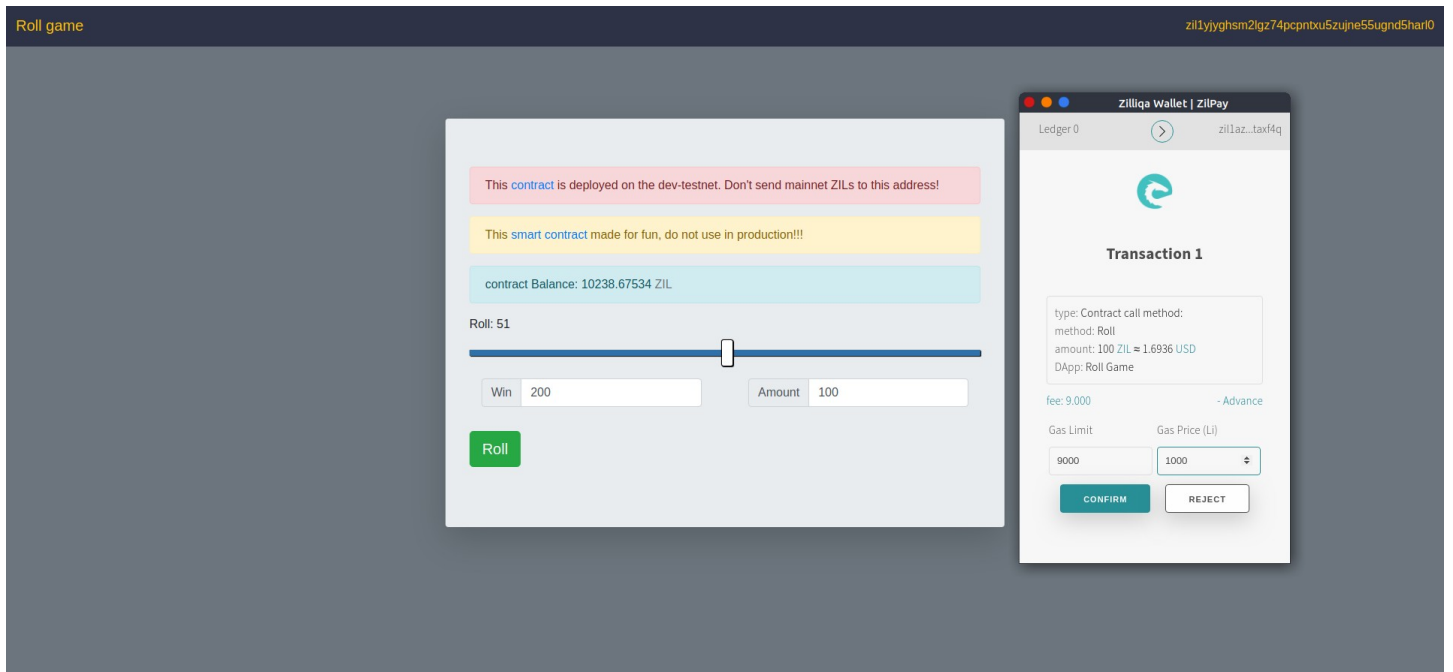 Roll game
zil1yjyghsm2lgz74pcpntxu5zujne55ugnd5harl0
This contract is deployed on the dev-testnet. Don't send mainnet ZILs to this address!
This smart contract made for fun, do not use in production!!!
contract Balance: 10238.67534 ZIL
Roll: 51
Win 200 Amount 100
Roll
Zilliqa Wallet | ZilPay
Ledger 0 zil1az...taxf4q
Transaction 1
type: Contract call method:
method: Roll
amount: 100 ZIL ≈ 1.6936 USD
DApp: Roll Game
fee: 9.000 - Advance
Gas Limit Gas Price (Li)
9000 1000
CONFIRM REJECT